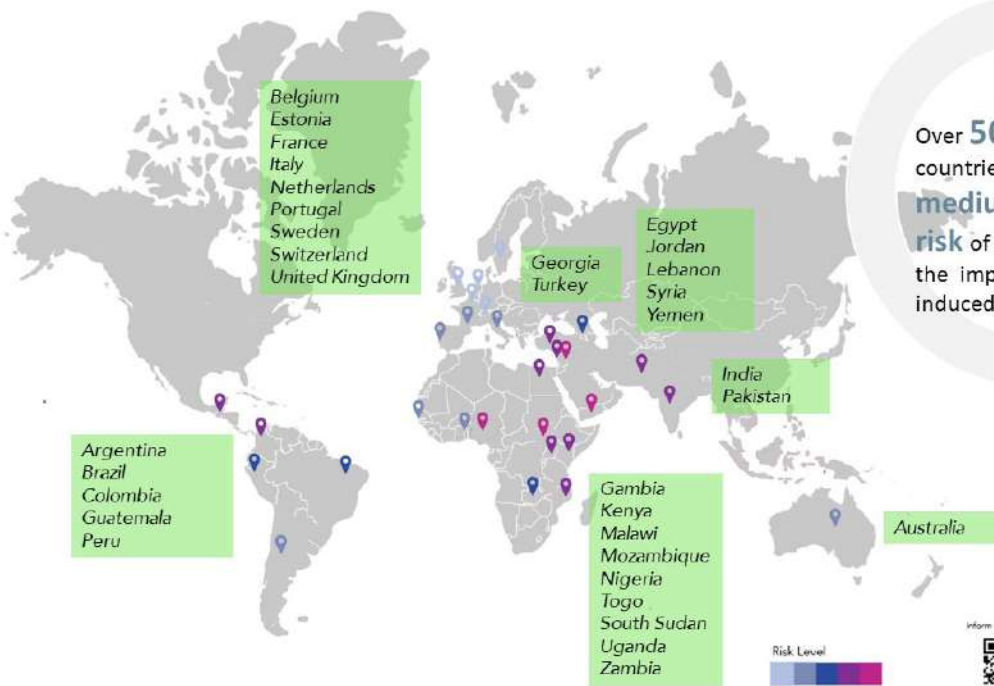 Belgium
Estonia
France
Italy
Netherlands
Portugal
Sweden
Switzerland
United Kingdom
Over 50
countrie
mediu
risk of
the imp
induced
Georgia
Turkey
Egypt
Jordan
Lebanon
Syria
Yemen
India
Pakistan
Argentina
Brazil
Colombia
Guatemala
Peru
Gambia
Kenya
Malawi
Mozambique
Nigeria
Togo
South Sudan
Uganda
Zambia
Australia
Risk Level
Inform